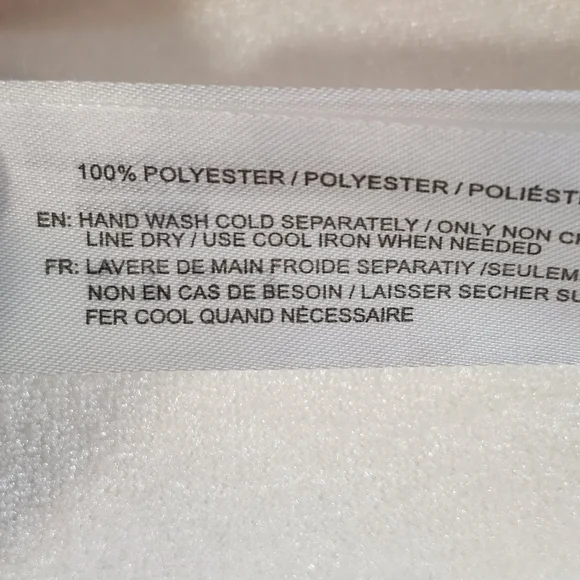 100% POLYESTER / POLYESTER / POLIÉST
EN: HAND WASH COLD SEPARATELY / ONLY NON C
LINE DRY / USE COOL IRON WHEN NEEDED
FR: LAVERE DE MAIN FROIDE SEPARATIY /SEULEM
NON EN CAS DE BESOIN / LAISSER SECHER SU
FER COOL QUAND NÉCESSAIRE